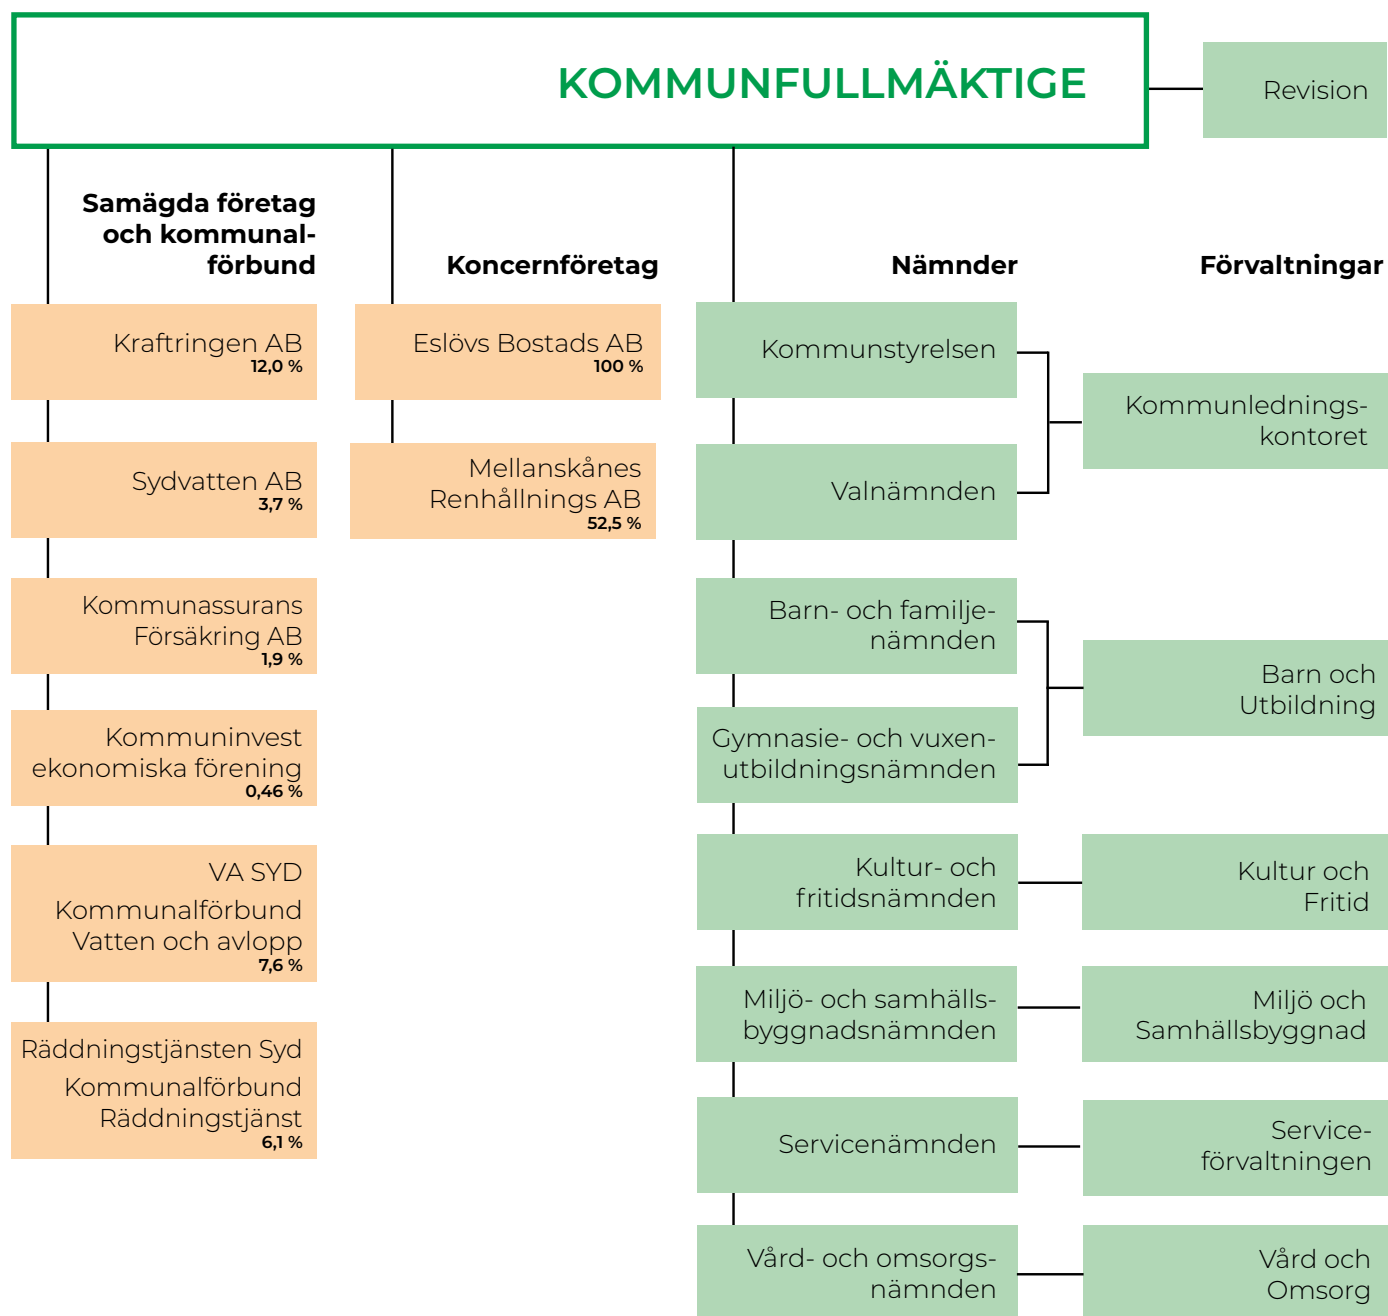 KOMMUNFULLMÄKTIGE
Revision
Samägda företag
och kommunal-
förbund
Kraftringen AB
12,0 %
Sydvatten AB
3,7 %
Kommunassurans
Försäkring AB
1,9 %
Kommuninvest
ekonomiska förening
0,46 %
VA SYD
Kommunalförbund
Vatten och avlopp
7,6 %
Räddningstjänsten Syd
Kommunalförbund
Räddningstjänst
6,1 %
Koncernföretag
Eslövs Bostads AB
100 %
Mellanskånes
Renhållnings AB
52,5 %
Nämnder
Kommunstyrelsen
Valnämnden
Barn- och familje-
nämnden
Gymnasie- och vuxen-
utbildningsnämnden
Kultur- och
fritidsnämnden
Miljö- och samhälls-
byggnadsnämnden
Servicenämnden
Vård- och omsorgs-
nämnden
Förvaltningar
Kommunlednings-
kontoret
Barn och
Utbildning
Kultur och
Fritid
Miljö och
Samhällsbyggnad
Service-
förvaltningen
Vård och
Omsorg